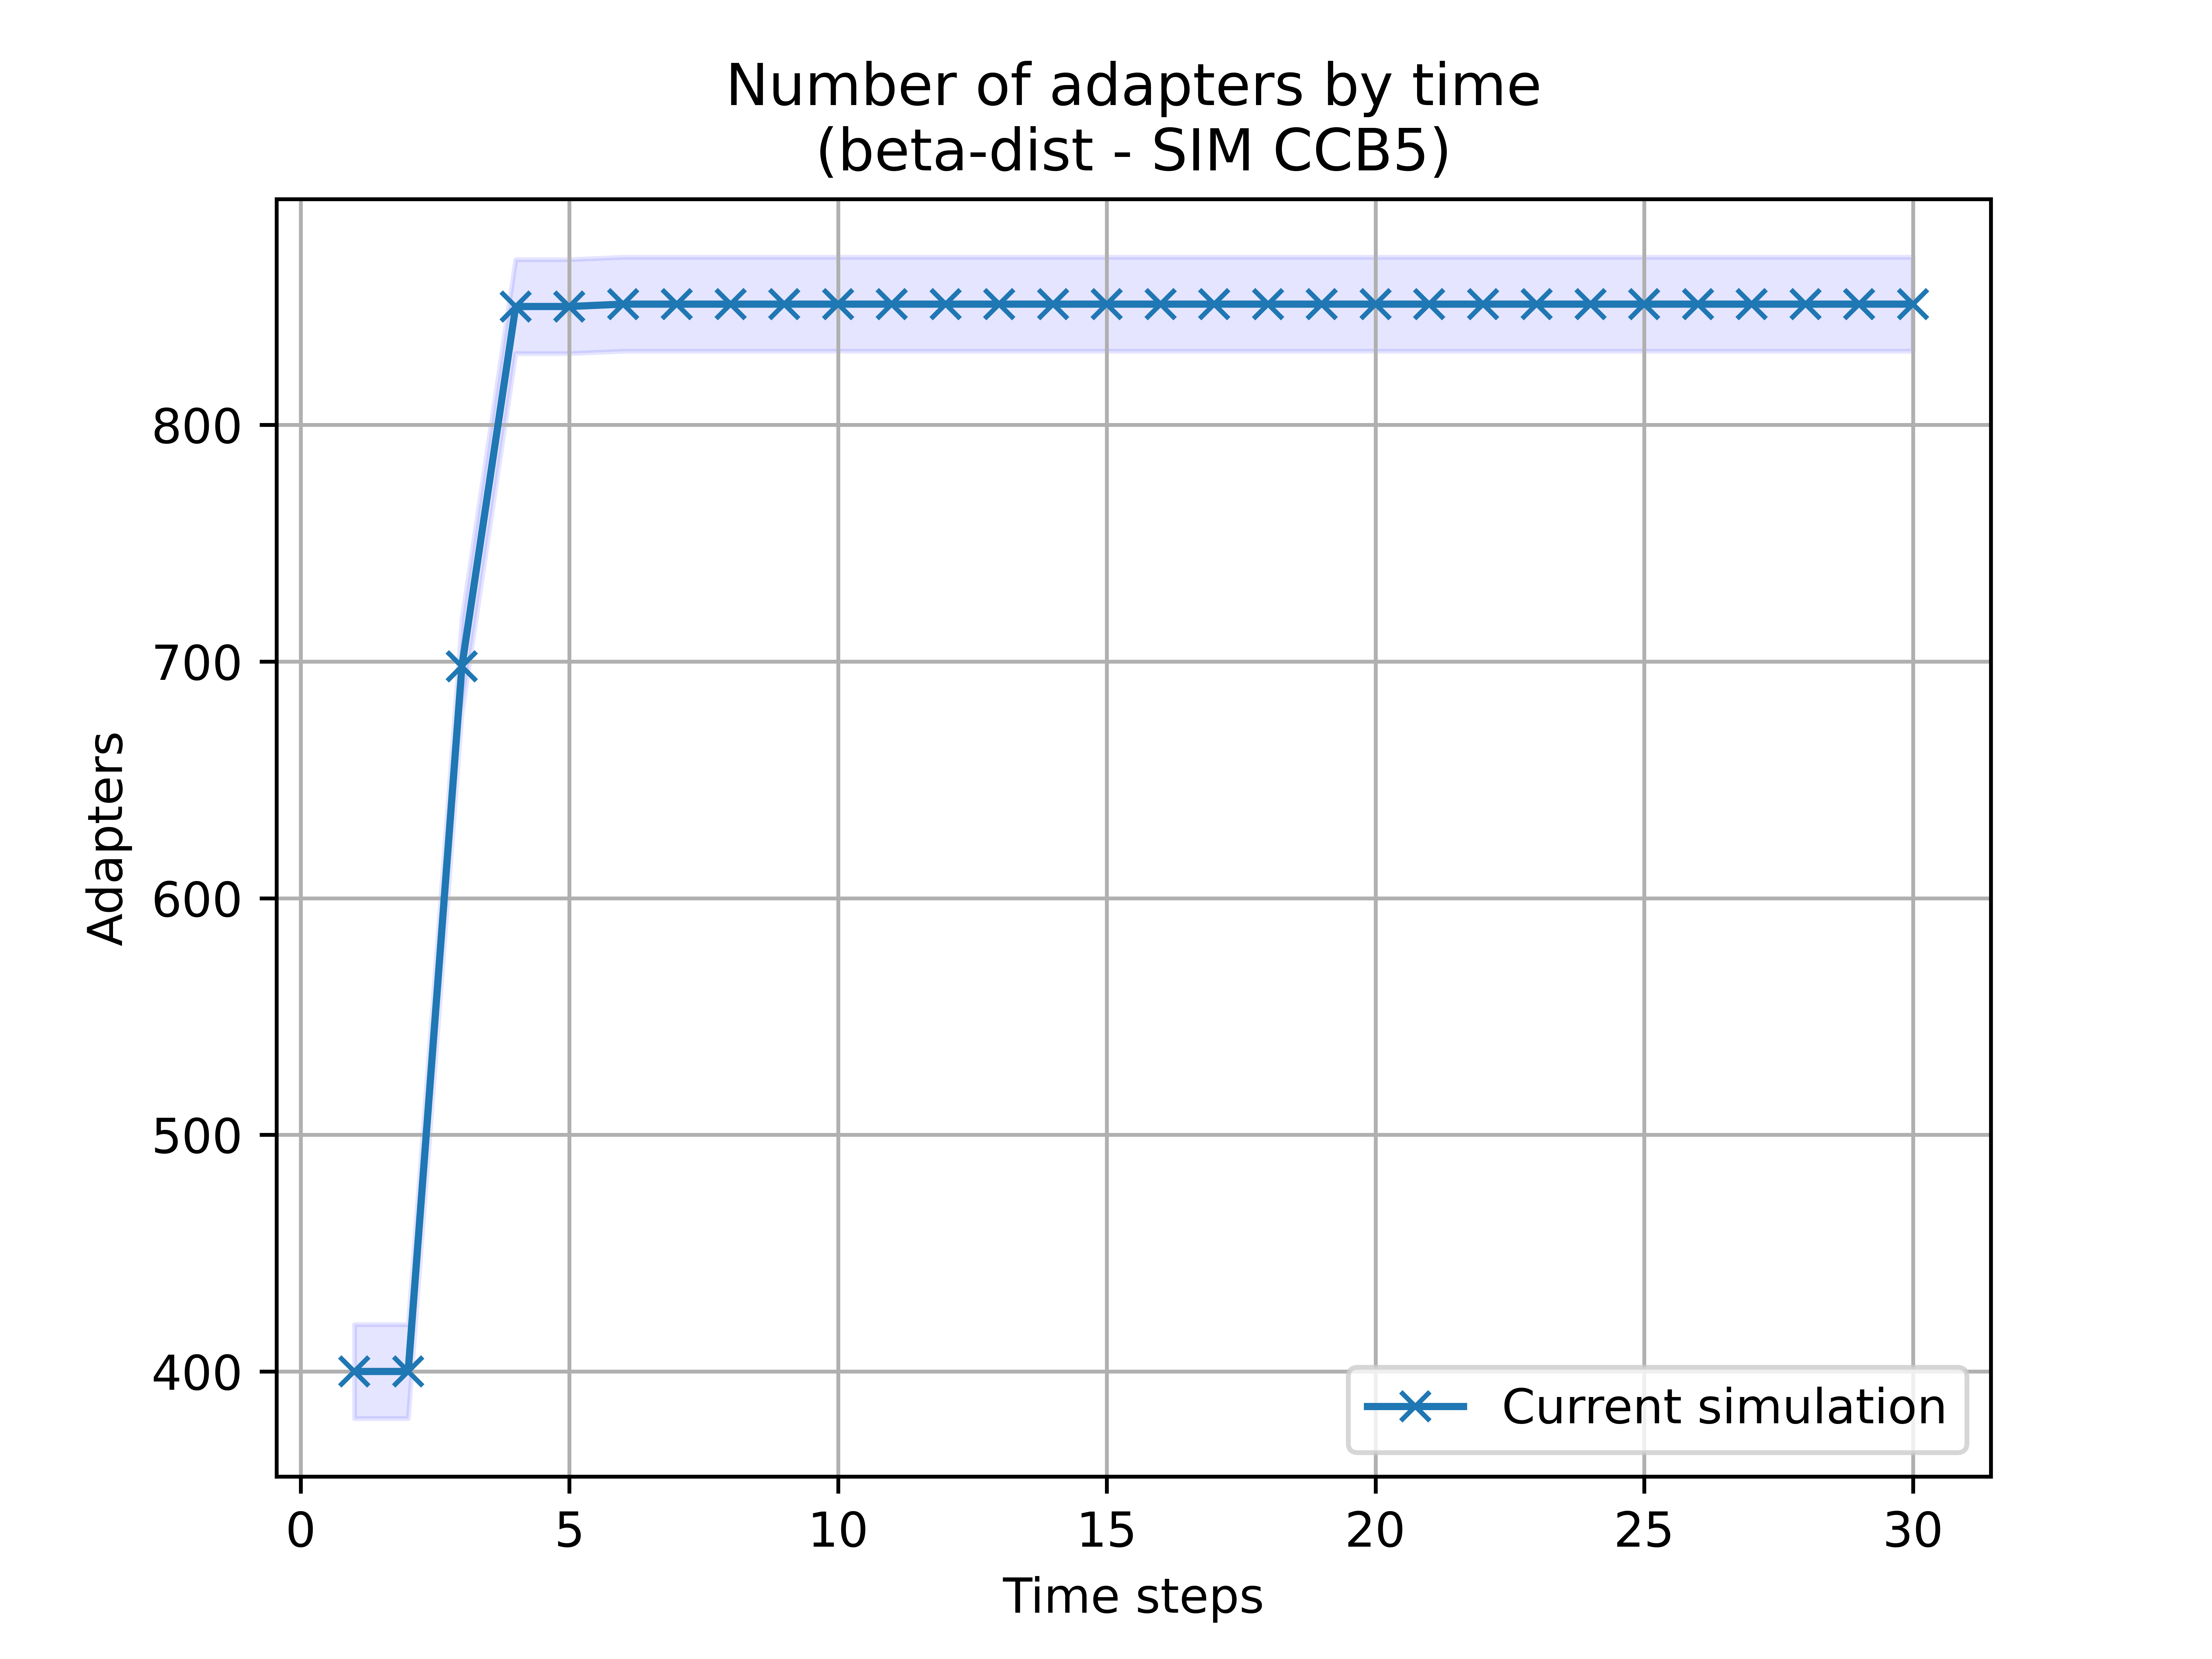 Number of adapters by time
(beta-dist - SIM CCB5)
800
700
600
500
400
Adapters
Current simulation
0 5 10 15 20 25 30
Time steps